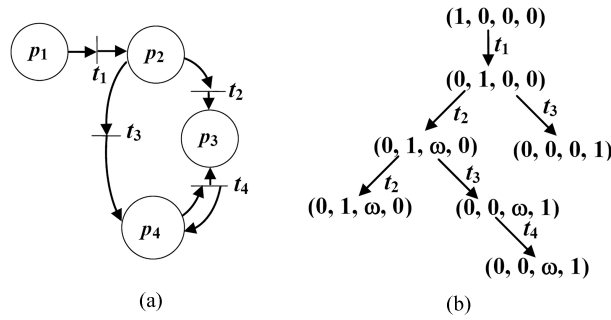 (1, 0, 0, 0)
p1
t1
p2
t1
(0, 1, 0, 0)
t2
t3
t2
t3
p3
(0, 1, ω, 0)
(0, 0, 0, 1)
t4
t2
t3
(0, 1, ω, 0)
(0, 0, ω, 1)
p4
t4
(0, 0, ω, 1)
(a)
(b)